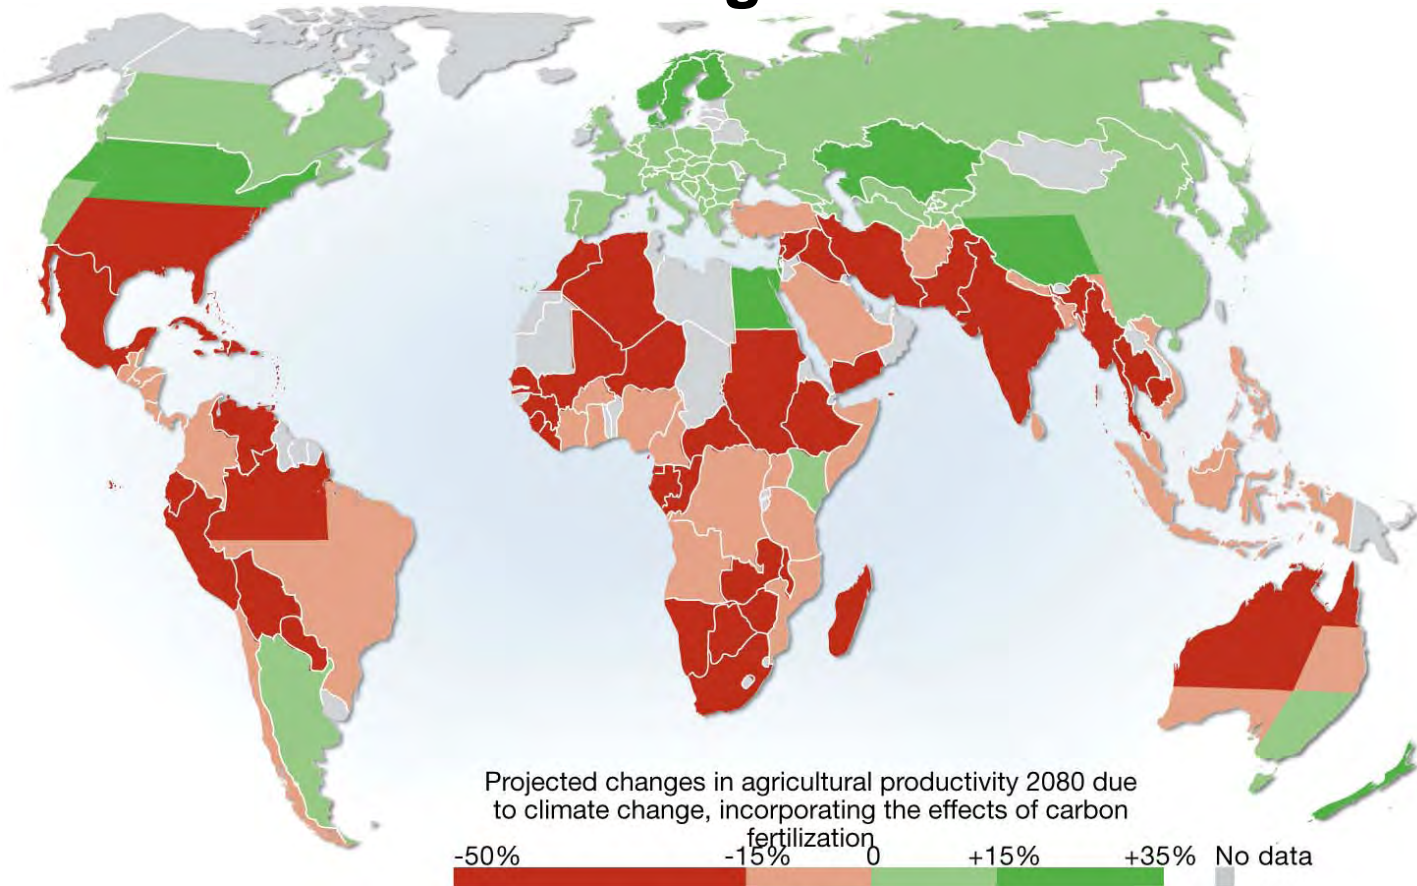 g
Projected changes in agricultural productivity 2080 due
to climate change, incorporating the effects of carbon
fertilization
-50% -15% 0 +15% +35% No data